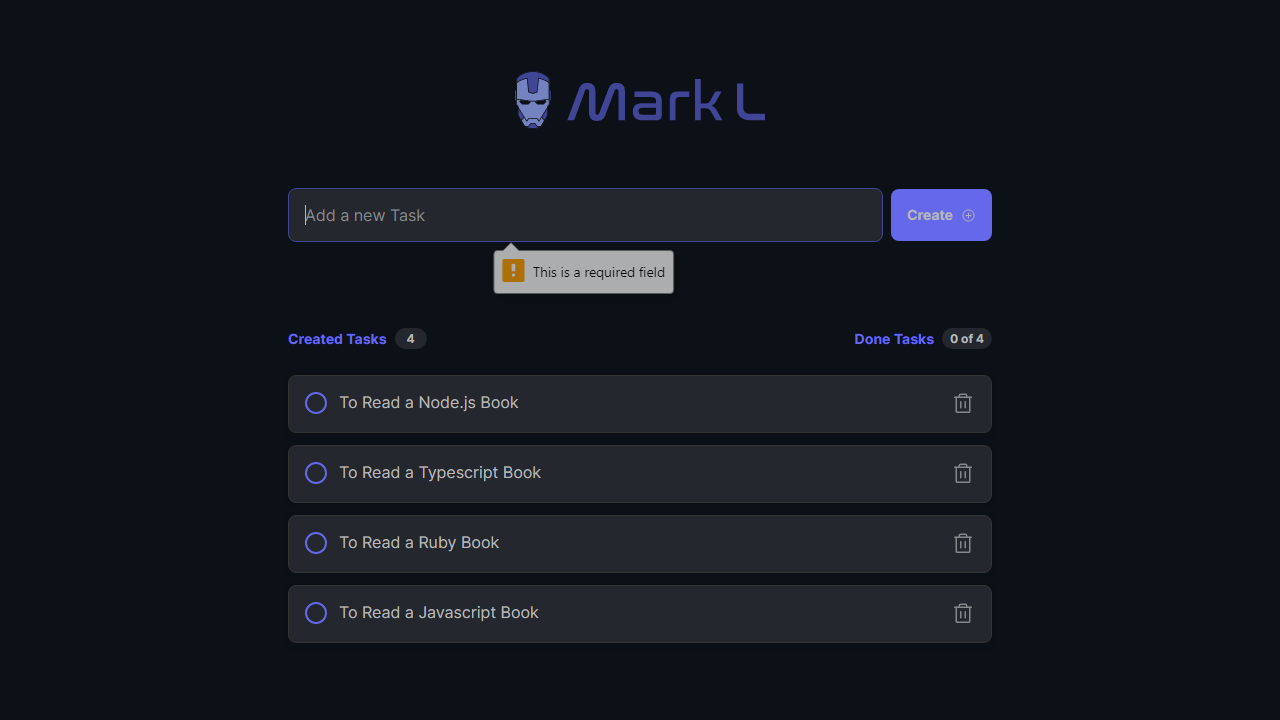 Mark L
Add a new Task
Create
This is a required field
Created Tasks 4
Done Tasks 0 of 4
To Read a Node.js Book
To Read a Typescript Book
To Read a Ruby Book
To Read a Javascript Book